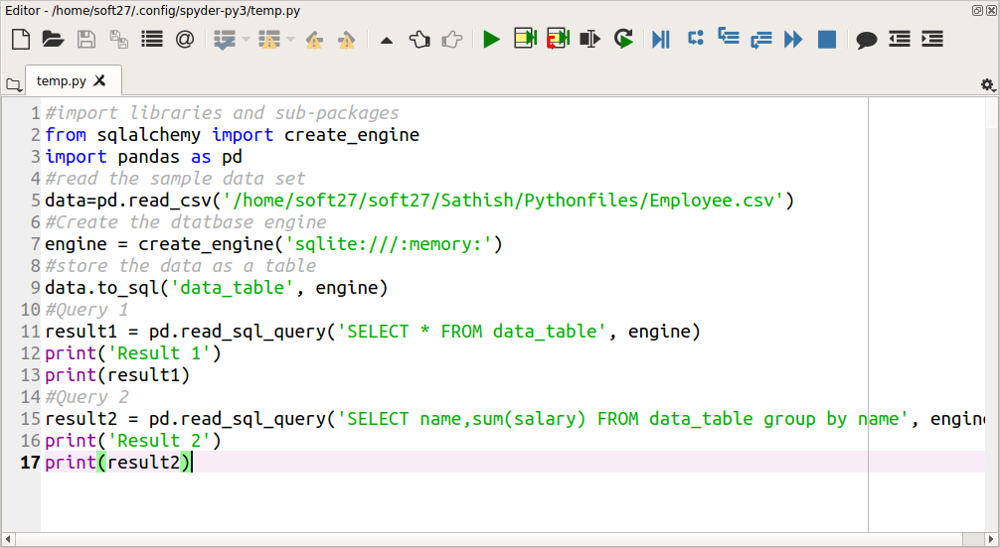 Editor - /home/soft27/.config/spyder-py3/temp.py
temp.py
1 #import libraries and sub-packages
2 from sqlalchemy import create_engine
3 import pandas as pd
4 #read the sample data set
5 data=pd.read_csv('/home/soft27/soft27/Sathish/Pythonfiles/Employee.csv')
6 #Create the dtatbase engine
7 engine = create_engine('sqlite:///:memory:')
8 #store the data as a table
9 data.to_sql('data_table', engine)
10 #Query 1
11 result1 = pd.read_sql_query('SELECT * FROM data_table', engine)
12 print('Result 1')
13 print(result1)
14 #Query 2
15 result2 = pd.read_sql_query('SELECT name,sum(salary) FROM data_table group by name', engin
16 print('Result 2')
17 print(result2)